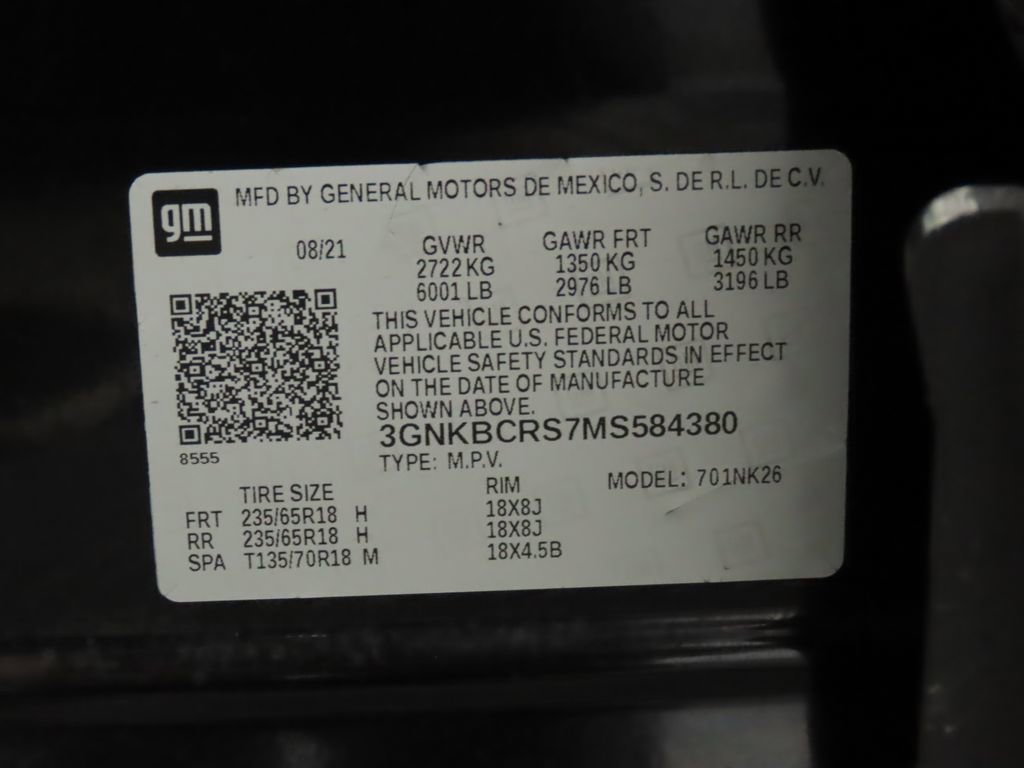 gm
MFD BY GENERAL MOTORS DE MEXICO, S. DE R.L. DE C.V.
08/21 GVWR GAWR FRT GAWR RR
2722 KG 1350 KG 1450 KG
6001 LB 2976 LB 3196 LB
THIS VEHICLE CONFORMS TO ALL
APPLICABLE U.S. FEDERAL MOTOR
VEHICLE SAFETY STANDARDS IN EFFECT
ON THE DATE OF MANUFACTURE
SHOWN ABOVE.
3GNKBCRS7MS584380
8555
TYPE: M.P.V. MODEL: 701NK26
TIRE SIZE RIM
FRT 235/65R18 H 18X8J
RR 235/65R18 H 18X8J
SPA T135/70R18 M 18X4.5B